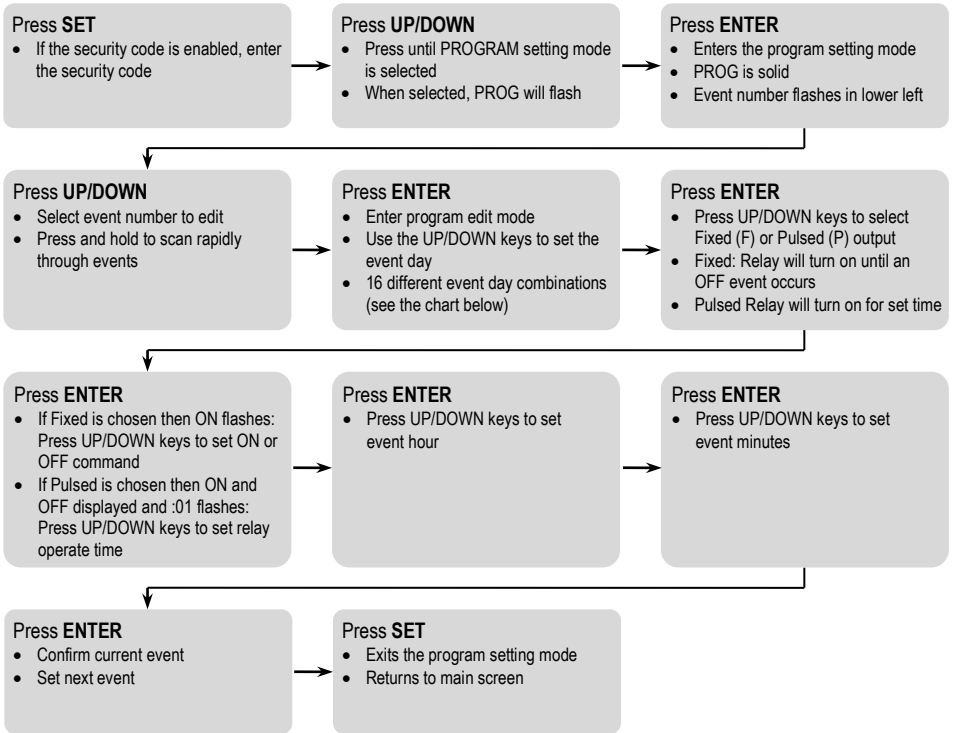 Press SET
• If the security code is enabled, enter
the security code
Press UP/DOWN
• Press until PROGRAM setting mode
is selected
• When selected, PROG will flash
Press ENTER
• Enters the program setting mode
• PROG is solid
• Event number flashes in lower left
Press UP/DOWN
• Select event number to edit
• Press and hold to scan rapidly
through events
Press ENTER
• Enter program edit mode
• Use the UP/DOWN keys to set the
event day
• 16 different event day combinations
(see the chart below)
Press ENTER
• Press UP/DOWN keys to select
Fixed (F) or Pulsed (P) output
• Fixed: Relay will turn on until an
OFF event occurs
• Pulsed Relay will turn on for set time
Press ENTER
• If Fixed is chosen then ON flashes:
Press UP/DOWN keys to set ON or
OFF command
• If Pulsed is chosen then ON and
OFF displayed and :01 flashes:
Press UP/DOWN keys to set relay
operate time
Press ENTER
• Press UP/DOWN keys to set
event hour
Press ENTER
• Press UP/DOWN keys to set
event minutes
Press ENTER
• Confirm current event
• Set next event
Press SET
• Exits the program setting mode
• Returns to main screen